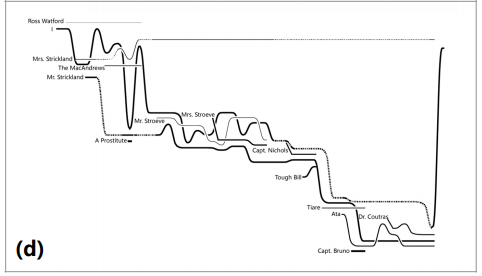 Ross Watford
I
Mrs. Strickland
The MacAndrews
Mr. Strickland
Mrs. Stroeve
Mr. Stroeve
A Prostitute
Capt. Nichols
Tough Bill
Tiare
Ata
Dr. Coutras
Capt. Bruno
(d)